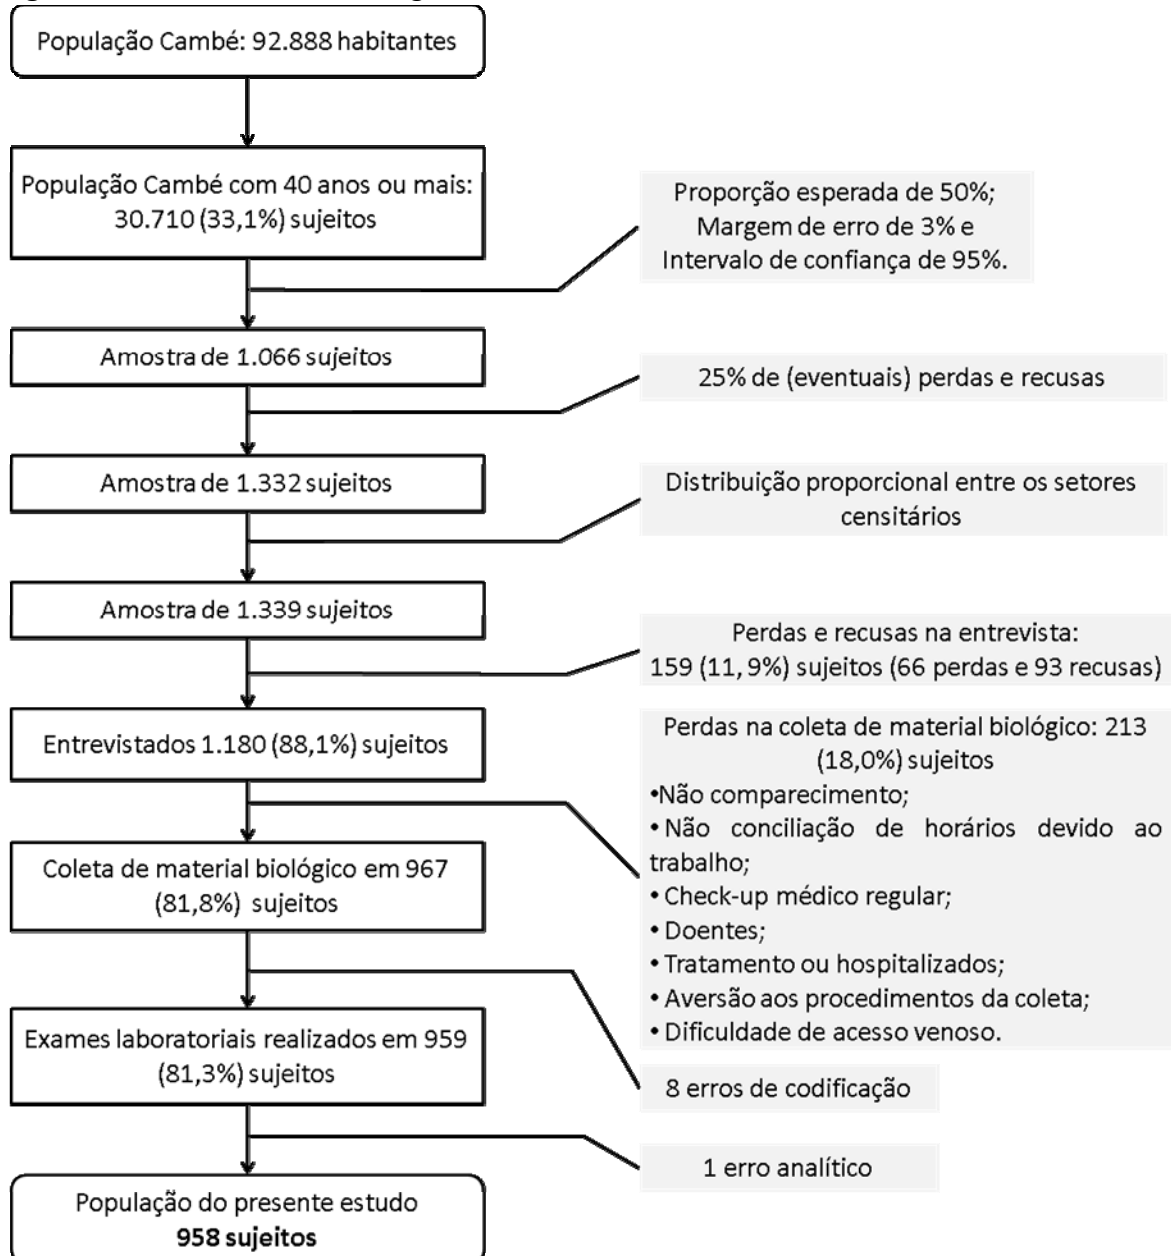 População Cambé: 92.888 habitantes
População Cambé com 40 anos ou mais:
30.710 (33,1%) sujeitos
Proporção esperada de 50%;
Margem de erro de 3% e
Intervalo de confiança de 95%.
Amostra de 1.066 sujeitos
25% de (eventuais) perdas e recusas
Amostra de 1.332 sujeitos
Distribuição proporcional entre os setores
censitários
Amostra de 1.339 sujeitos
Perdas e recusas na entrevista:
159 (11, 9%) sujeitos (66 perdas e 93 recusas)
Entrevistados 1.180 (88,1%) sujeitos
Perdas na coleta de material biológico: 213
(18,0%) sujeitos
•Não comparecimento;
• Não conciliação de horários devido ao
trabalho;
• Check-up médico regular;
• Doentes;
• Tratamento ou hospitalizados;
• Aversão aos procedimentos da coleta;
• Dificuldade de acesso venoso.
Coleta de material biológico em 967
(81,8%) sujeitos
Exames laboratoriais realizados em 959
(81,3%) sujeitos
8 erros de codificação
1 erro analítico
População do presente estudo
958 sujeitos